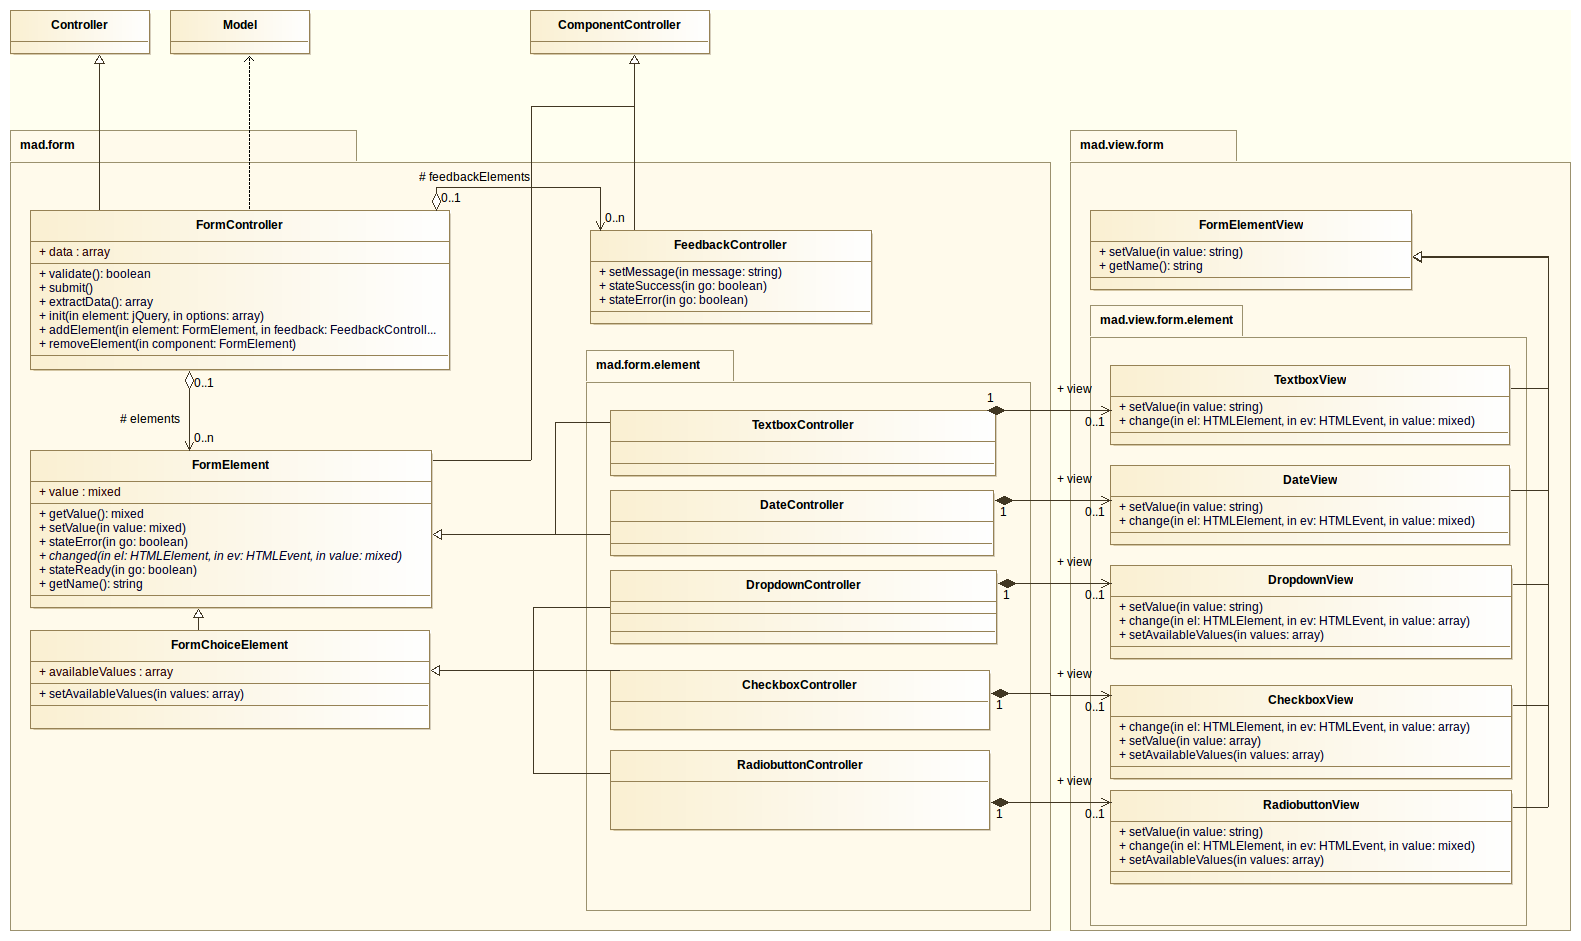 Controller
Model
ComponentController
mad.form
mad.view.form
# feedbackElements
0..1
0..n
FormController
+ data : array
+ validate(): boolean
+ submit()
+ extractData(): array
+ init(in element: jQuery, in options: array)
+ addElement(in element: FormElement, in feedback: FeedbackControll...
+ removeElement(in component: FormElement)
FeedbackController
+ setMessage(in message: string)
+ stateSuccess(in go: boolean)
+ stateError(in go: boolean)
FormElementView
+ setValue(in value: string)
+ getName(): string
mad.view.form.element
mad.form.element
0..1
# elements
0..n
FormElement
+ value : mixed
+ getValue(): mixed
+ setValue(in value: mixed)
+ stateError(in go: boolean)
+ changed(in el: HTMLElement, in ev: HTMLEvent, in value: mixed)
+ stateReady(in go: boolean)
+ getName(): string
FormChoiceElement
+ availableValues : array
+ setAvailableValues(in values: array)
TextboxController
1
+ view
0..1
TextboxView
+ setValue(in value: string)
+ change(in el: HTMLElement, in ev: HTMLEvent, in value: mixed)
DateController
1
+ view
0..1
DateView
+ setValue(in value: string)
+ change(in el: HTMLElement, in ev: HTMLEvent, in value: mixed)
DropdownController
1
+ view
0..1
DropdownView
+ setValue(in value: string)
+ change(in el: HTMLElement, in ev: HTMLEvent, in value: array)
+ setAvailableValues(in values: array)
CheckboxController
1
+ view
0..1
CheckboxView
+ change(in el: HTMLElement, in ev: HTMLEvent, in value: array)
+ setValue(in value: array)
+ setAvailableValues(in values: array)
RadiobuttonController
1
+ view
0..1
RadiobuttonView
+ setValue(in value: string)
+ change(in el: HTMLElement, in ev: HTMLEvent, in value: mixed)
+ setAvailableValues(in values: array)